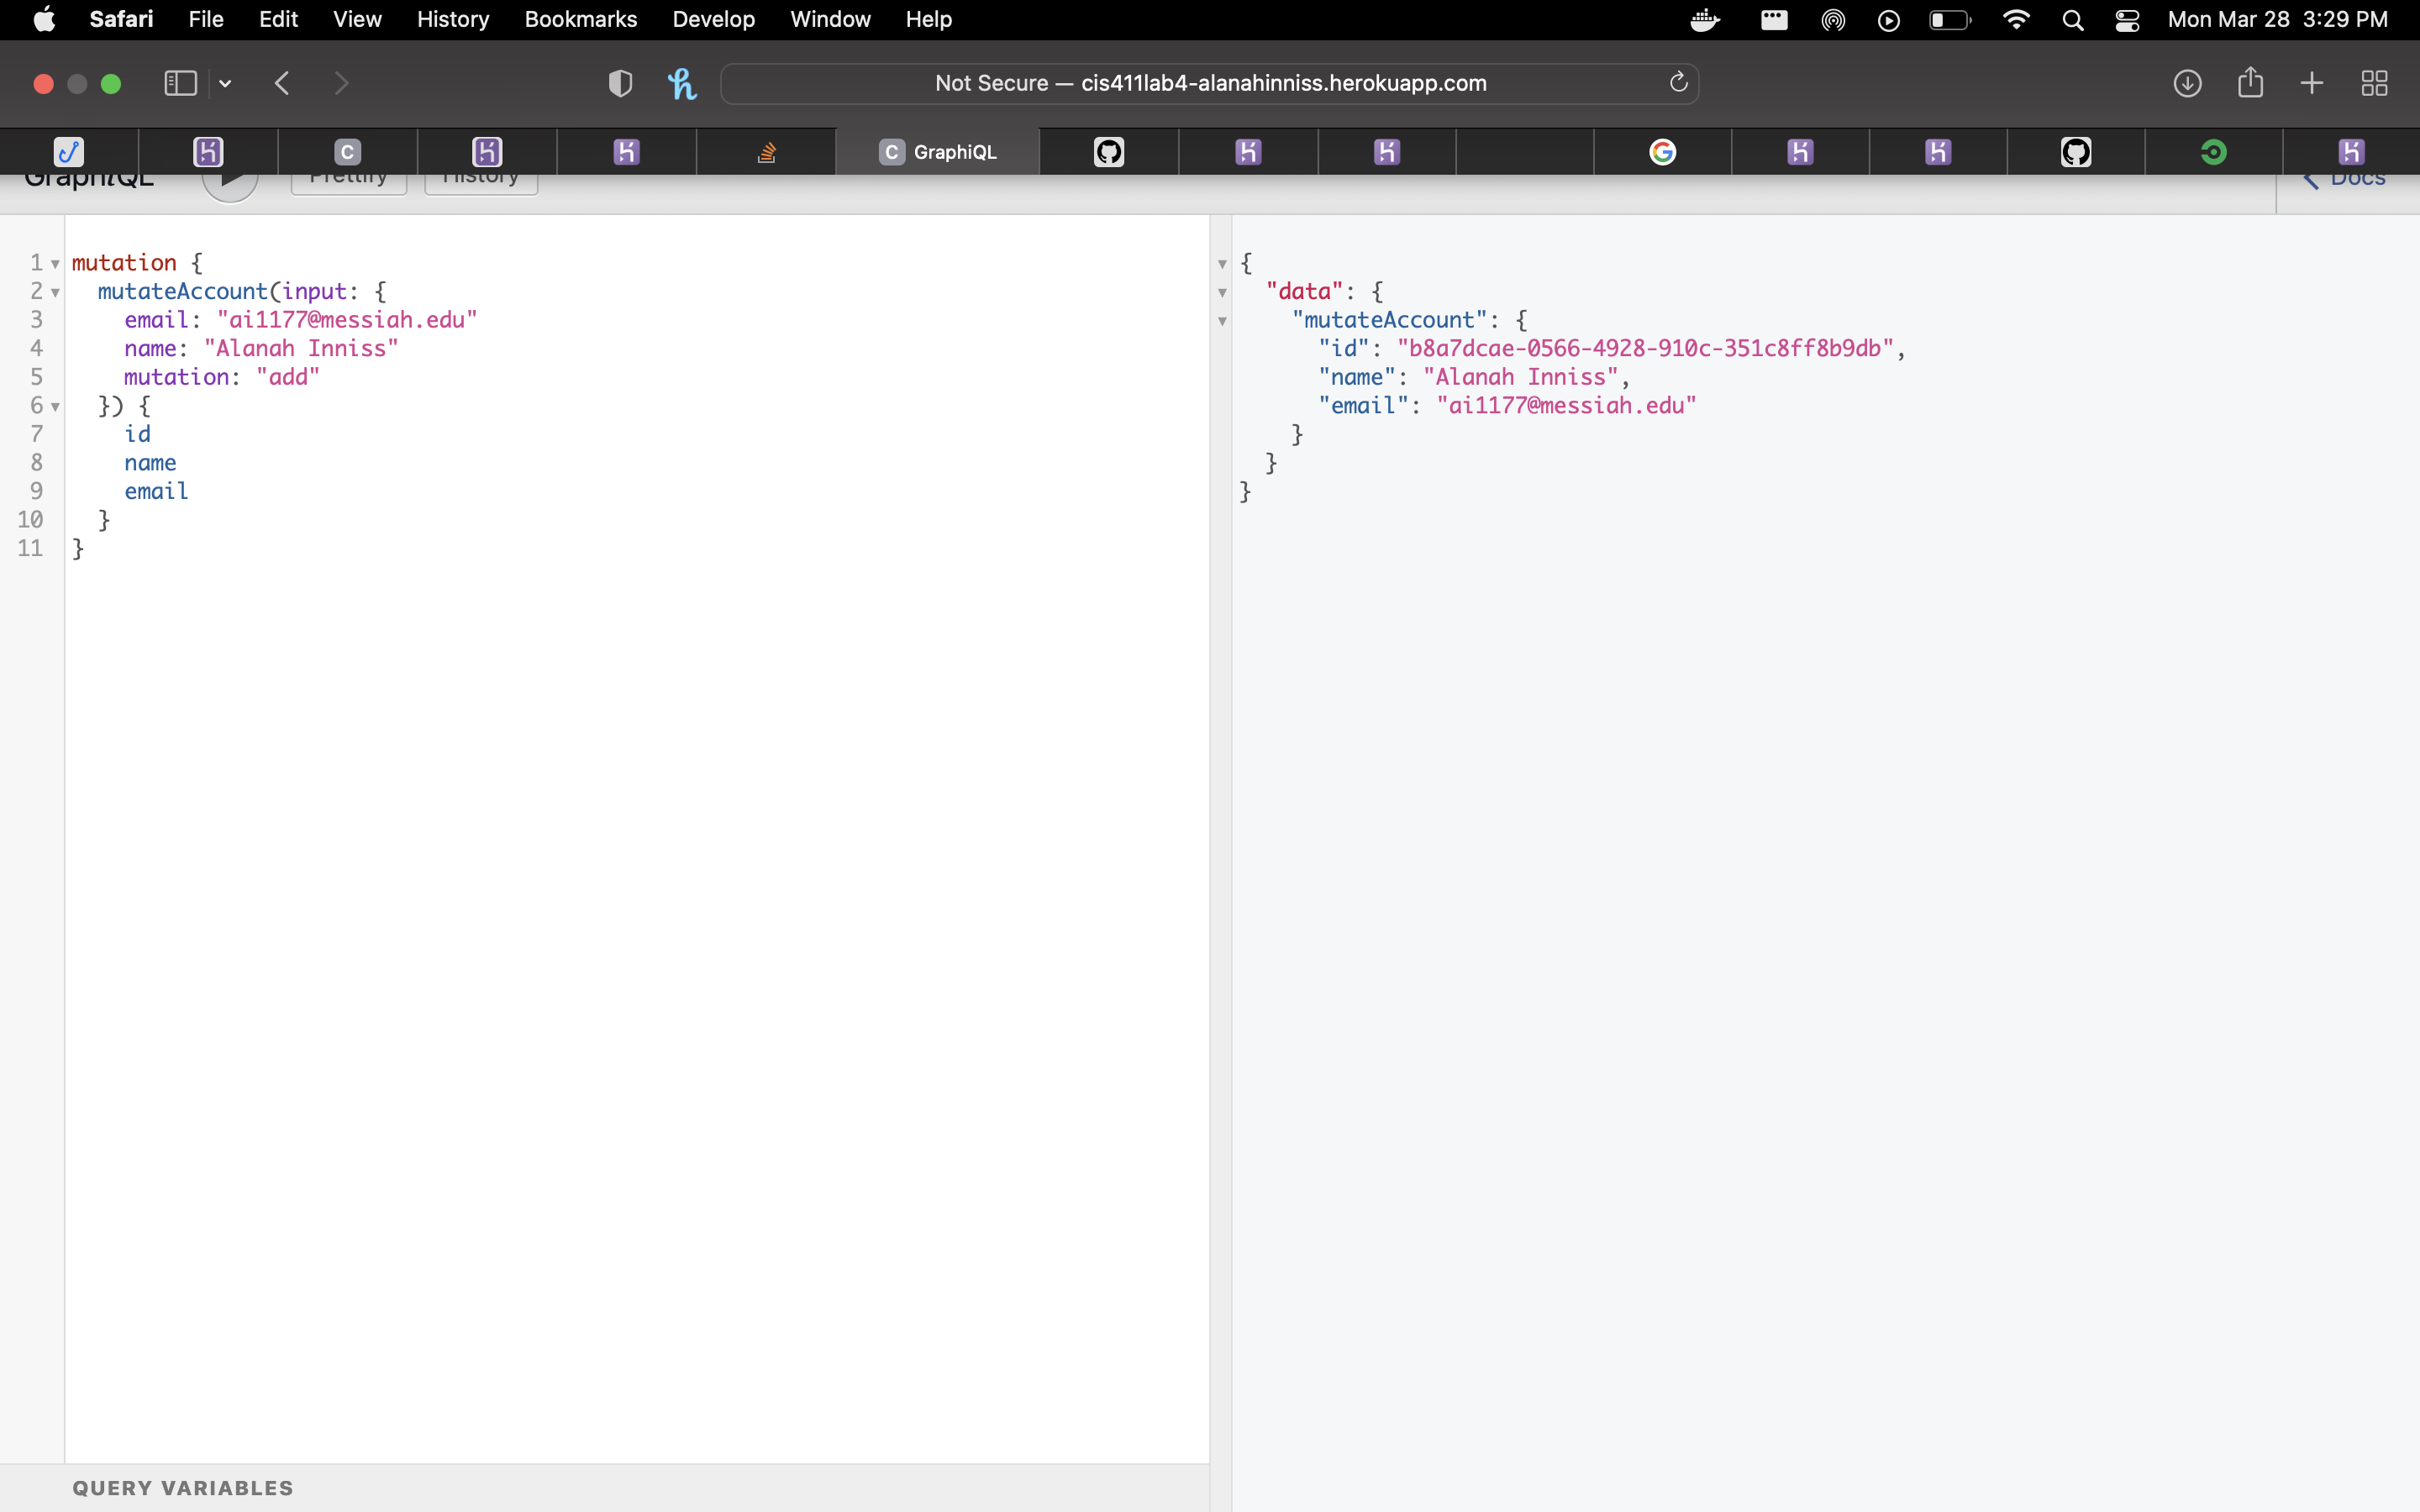 Safari File Edit View History Bookmarks Develop Window Help Mon Mar 28 3:29 PM
Not Secure — cis411lab4-alanahinniss.herokuapp.com
C C GraphiQL
GraphiQL Prettify History Docs
1 mutation {
2 mutateAccount(input: {
3 email: "ai1177@messiah.edu"
4 name: "Alanah Inniss"
5 mutation: "add"
6 }) {
7 id
8 name
9 email
10 }
11 }
{
"data": {
"mutateAccount": {
"id": "b8a7dcae-0566-4928-910c-351c8ff8b9db",
"name": "Alanah Inniss",
"email": "ai1177@messiah.edu"
}
}
}
QUERY VARIABLES